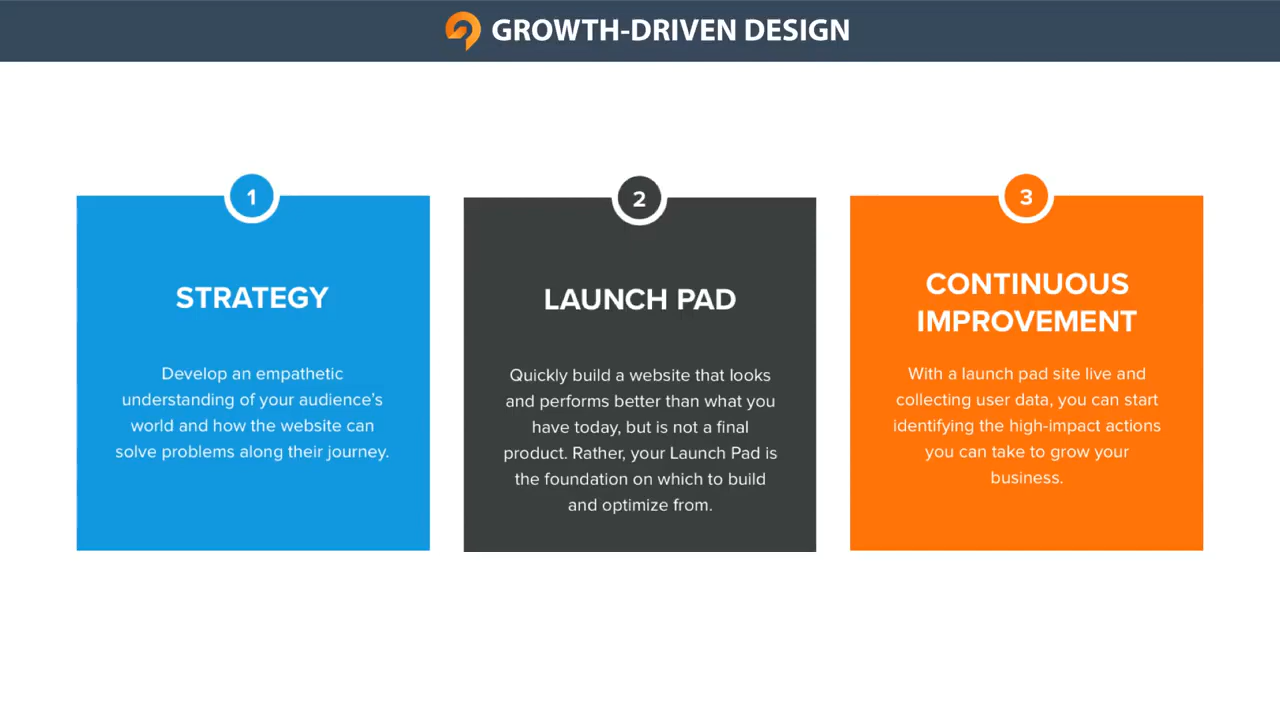 GROWTH-DRIVEN DESIGN
1
STRATEGY
Develop an empathetic
understanding of your audience's
world and how the website can
solve problems along their journey.
2
LAUNCH PAD
Quickly build a website that looks
and performs better than what you
have today, but is not a final
product. Rather, your Launch Pad is
the foundation on which to build
and optimize from.
3
CONTINUOUS
IMPROVEMENT
With a launch pad site live and
collecting user data, you can start
identifying the high-impact actions
you can take to grow your
business.